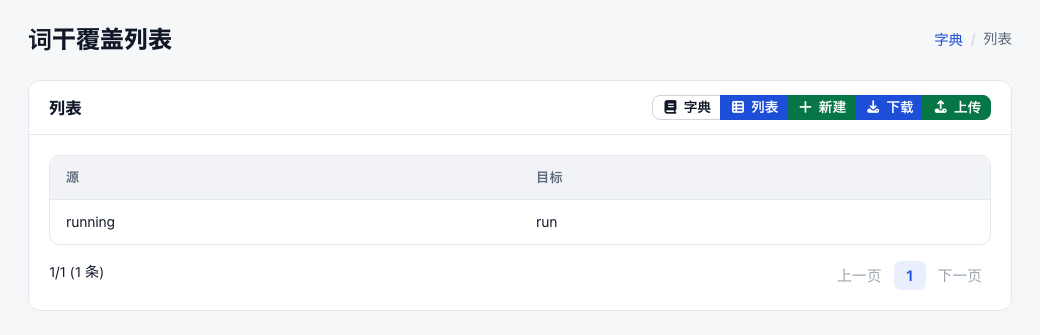 词干覆盖列表
字典 / 列表
列表
字典 列表 新建 下载 上传
源 目标
running run
1/1 (1 条)
上一页 1 下一页